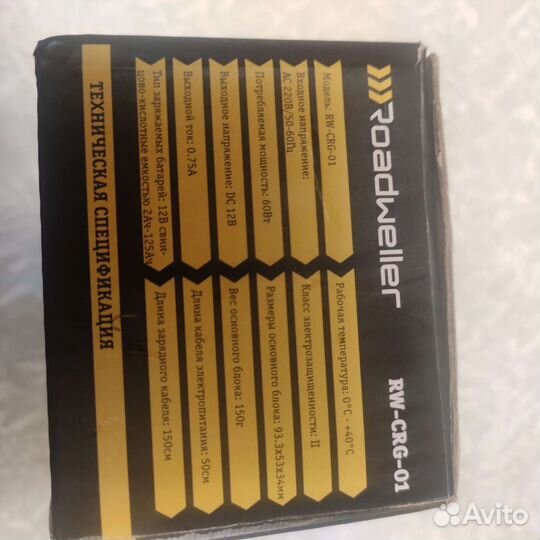 Roadweller
RW-CRG-01
Модель: RW-CRG-01
Входное напряжение:
AC 220В/50-60Гц
Потребляемая мощность: 60Вт
Выходное напряжение: DC 12В
Выходной ток: 0.75А
Тип заряжаемых батарей: 12В свин-
цово-кислотные емкостью 2Ач-125Ач
Рабочая температура: 0°C - +40°C
Класс электрозащищенности: II
Размеры основного блока: 93.3x53x34мм
Вес основного блока: 150г
Длина кабеля электропитания: 50см
Длина зарядного кабеля: 150см
ТЕХНИЧЕСКАЯ СПЕЦИФИКАЦИЯ
Avito